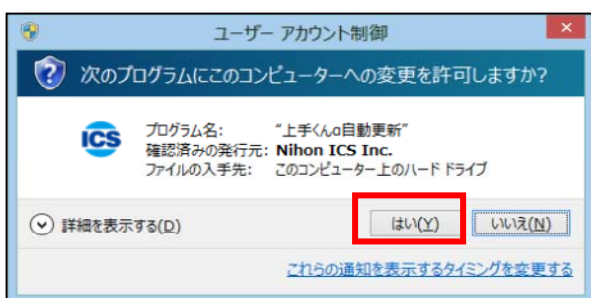 ユーザー アカウント制御
次のプログラムにこのコンピューターへの変更を許可しますか?
ICS
プログラム名: “上手くんα自動更新”
確認済みの発行元: Nihon ICS Inc.
ファイルの入手先: このコンピューター上のハード ドライブ
詳細を表示する(D)
はい(Y) いいえ(N)
これらの通知を表示するタイミングを変更する